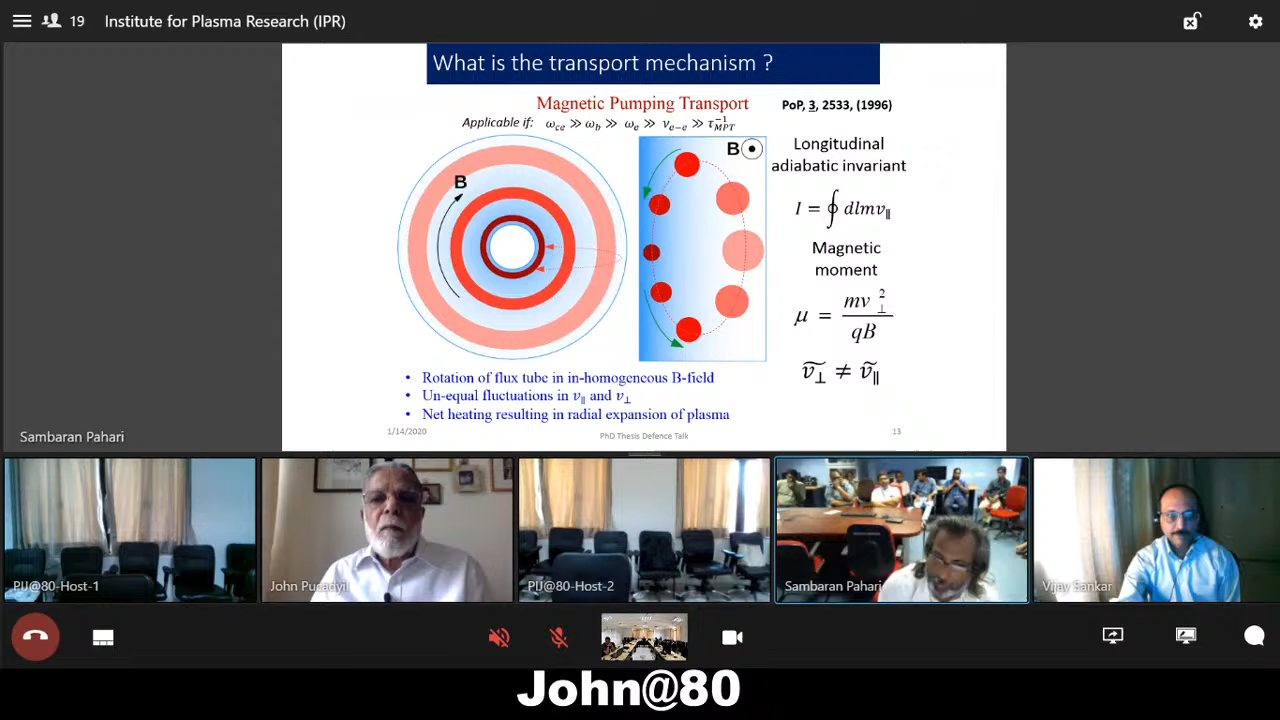 19 Institute for Plasma Research (IPR)
What is the transport mechanism ?
Magnetic Pumping Transport
PoP, 3, 2533, (1996)
Applicable if: ω_ce ≫ ω_b ≫ ω_e ≫ ν_e−e ≫ τ_MPT^−1
B
B
Longitudinal
adiabatic invariant
I = ∮ dlmv_∥
Magnetic
moment
μ = mv_⊥^2 / qB
ṽ_⊥ ≠ ṽ_∥
• Rotation of flux tube in in-homogeneous B-field
• Un-equal fluctuations in v_∥ and v_⊥
• Net heating resulting in radial expansion of plasma
1/14/2020 PhD Thesis Defence Talk 13
Sambaran Pahari
PIJ@80-Host-1
John Pucadyil
PIJ@80-Host-2
Sambaran Pahari
Vijay Sankar
John@80